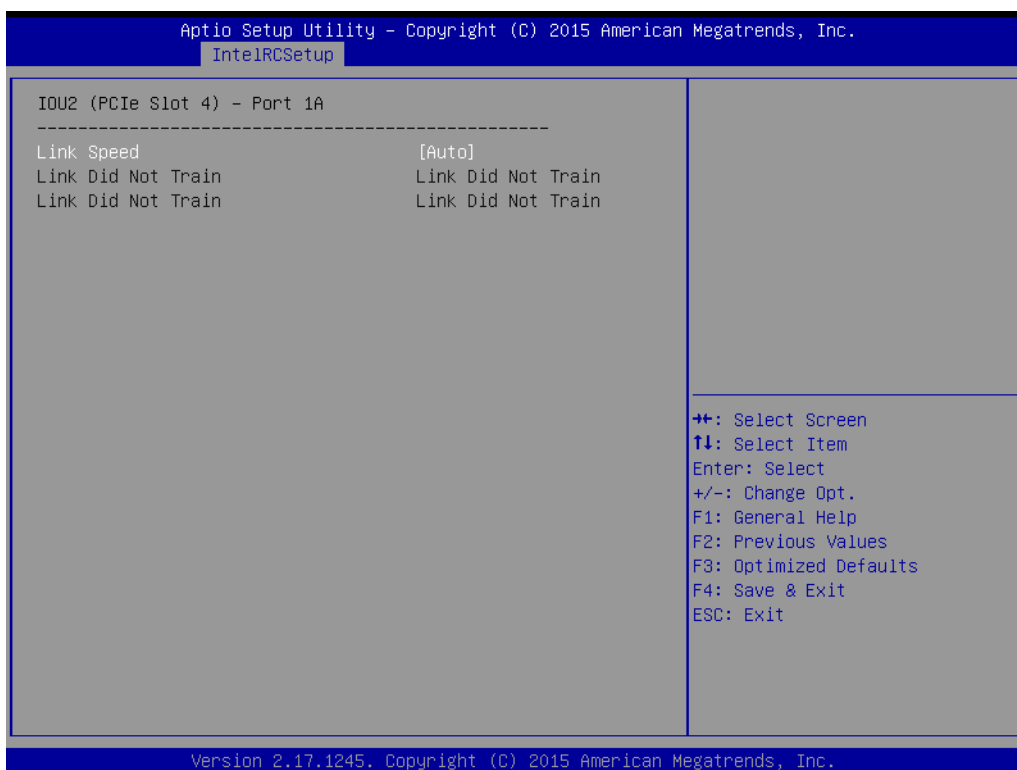 Aptio Setup Utility – Copyright (C) 2015 American Megatrends, Inc.
IntelRCSetup
IOU2 (PCIe Slot 4) – Port 1A
--------------------------------------------------
Link Speed [Auto]
Link Did Not Train Link Did Not Train
Link Did Not Train Link Did Not Train
→←: Select Screen
↑↓: Select Item
Enter: Select
+/-: Change Opt.
F1: General Help
F2: Previous Values
F3: Optimized Defaults
F4: Save & Exit
ESC: Exit
Version 2.17.1245. Copyright (C) 2015 American Megatrends, Inc.